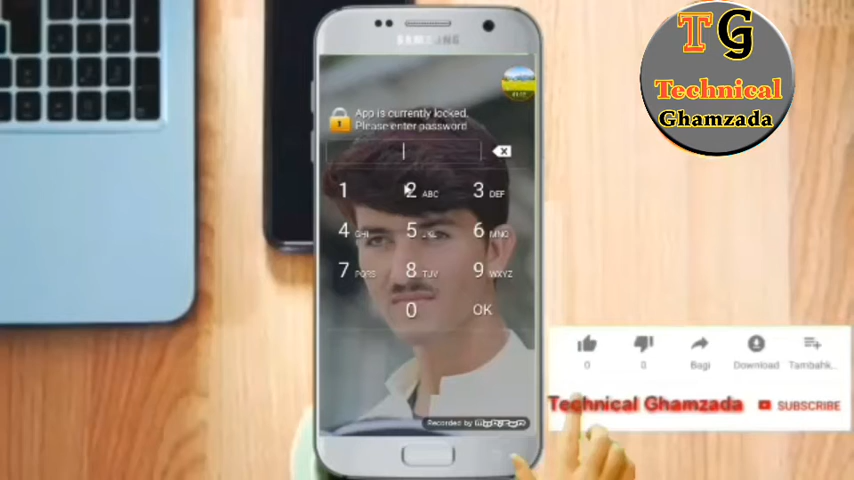 SAMSUNG
TG
Technical
Ghamzada
App is currently locked.
Please enter password
1
2 ABC
3 DEF
4 GHI
5 JKL
6 MNO
7 PQRS
8 TUV
9 WXYZ
0
OK
0
0
Bagi
Download
Tambahk...
Technical Ghamzada
SUBSCRIBE
Recorded by